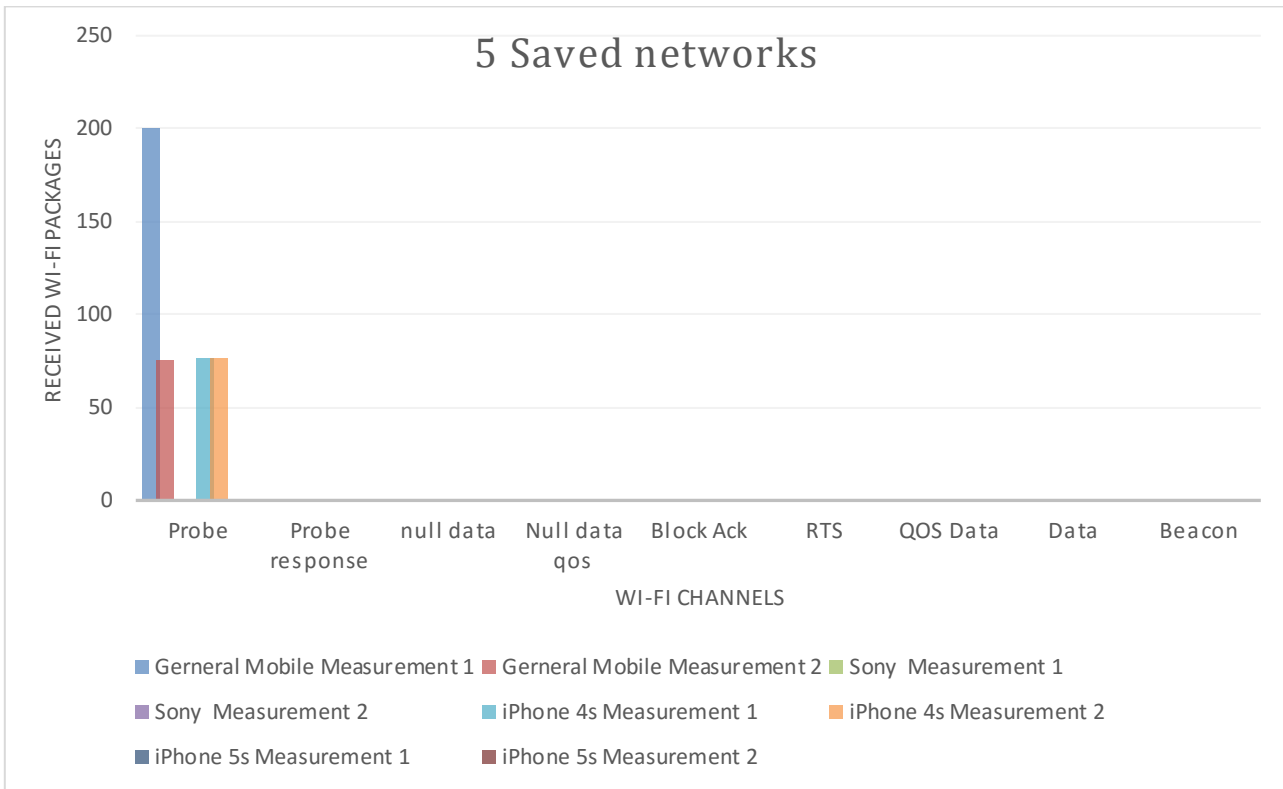 5 Saved networks
250
200
150
100
50
0
RECEIVED WI-FI PACKAGES
Probe
Probe
response
null data
Null data
qos
Block Ack
RTS
QOS Data
Data
Beacon
WI-FI CHANNELS
Gerneral Mobile Measurement 1
Gerneral Mobile Measurement 2
Sony Measurement 1
Sony Measurement 2
iPhone 4s Measurement 1
iPhone 4s Measurement 2
iPhone 5s Measurement 1
iPhone 5s Measurement 2